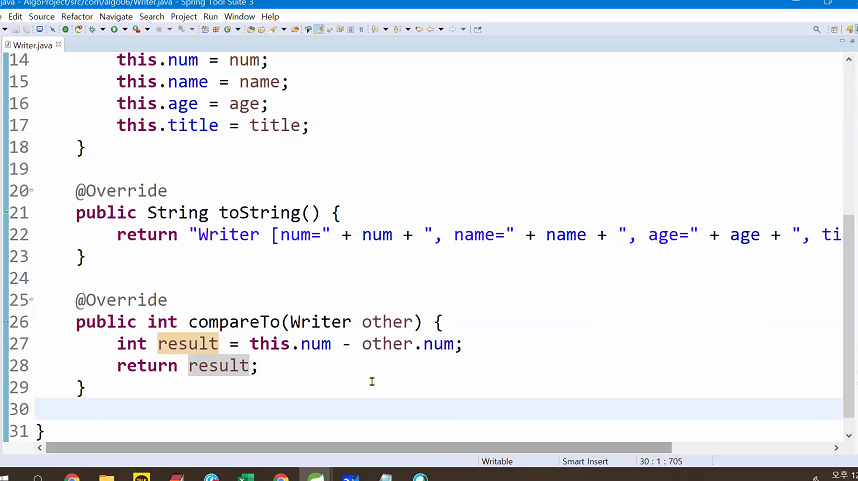 - AlgoProject/src/com/algo06/Writer.java - Spring Tool Suite 3
Edit Source Refactor Navigate Search Project Run Window Help
Writer.java
14 this.num = num;
15 this.name = name;
16 this.age = age;
17 this.title = title;
18 }
19
20 @Override
21 public String toString() {
22 return "Writer [num=" + num + ", name=" + name + ", age=" + age + ", ti
23 }
24
25 @Override
26 public int compareTo(Writer other) {
27 int result = this.num - other.num;
28 return result;
29 }
30
31 }
Writable Smart Insert 30 : 1 : 705
오후 12